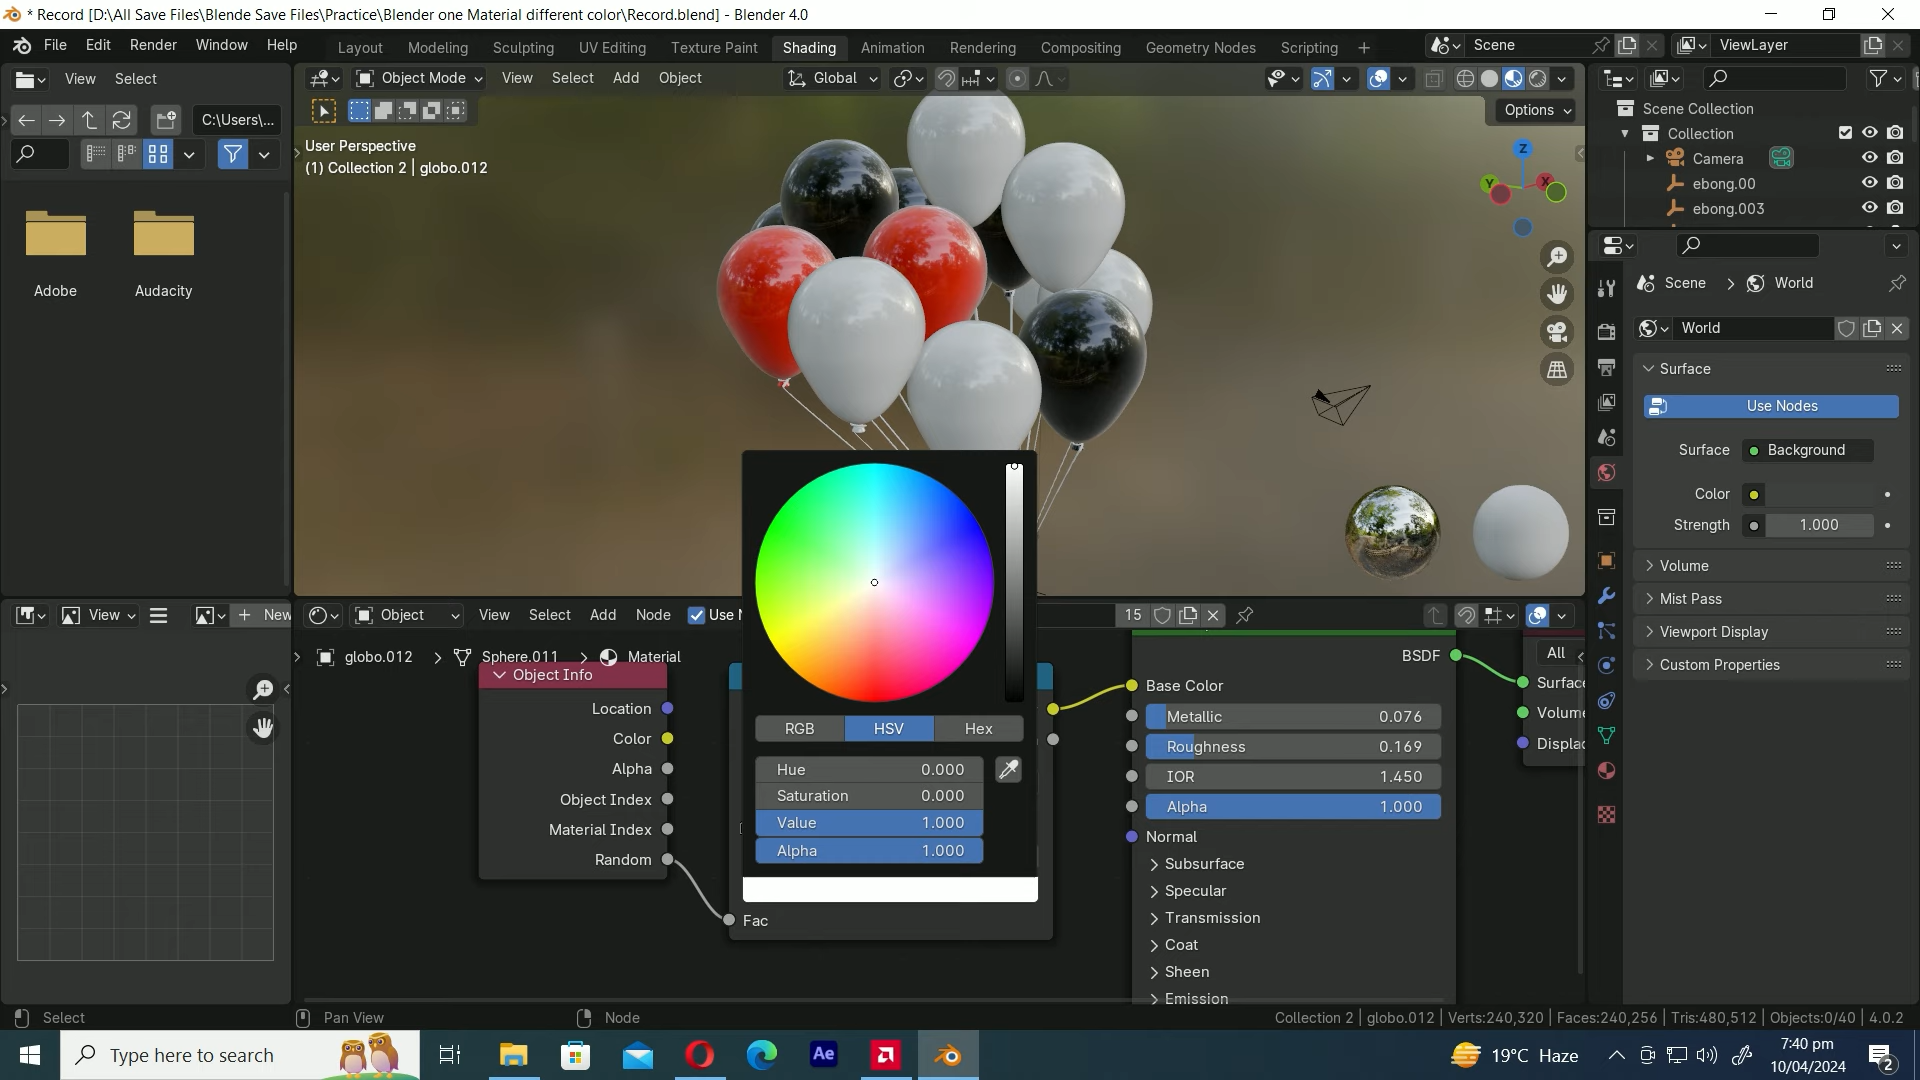 * Record [D:\All Save Files\Blende Save Files\Practice\Blender one Material different color\Record.blend] - Blender 4.0
File Edit Render Window Help Layout Modeling Sculpting UV Editing Texture Paint Shading Animation Rendering Compositing Geometry Nodes Scripting + Scene ViewLayer
View Select Object Mode View Select Add Object Global
C:\Users\... Options
User Perspective
(1) Collection 2 | globo.012
Z
Y X
Adobe Audacity
Scene Collection
Collection
Camera
ebong.00
ebong.003
Scene > World
World
Surface
Use Nodes
Surface Background
Color
Strength 1.000
Volume
Mist Pass
Viewport Display
Custom Properties
View + New Object View Select Add Node Use 15
globo.012 > Sphere.011 > Material
Object Info
Location
Color
Alpha
Object Index
Material Index
Random
RGB HSV Hex
Hue 0.000
Saturation 0.000
Value 1.000
Alpha 1.000
Fac
BSDF
Base Color
Metallic 0.076
Roughness 0.169
IOR 1.450
Alpha 1.000
Normal
Subsurface
Specular
Transmission
Coat
Sheen
Emission
All
Surface
Volume
Displac
Select Pan View Node Collection 2 | globo.012 | Verts:240,320 | Faces:240,256 | Tris:480,512 | Objects:0/40 | 4.0.2
Type here to search Ae 19°C Haze 7:40 pm
10/04/2024 2